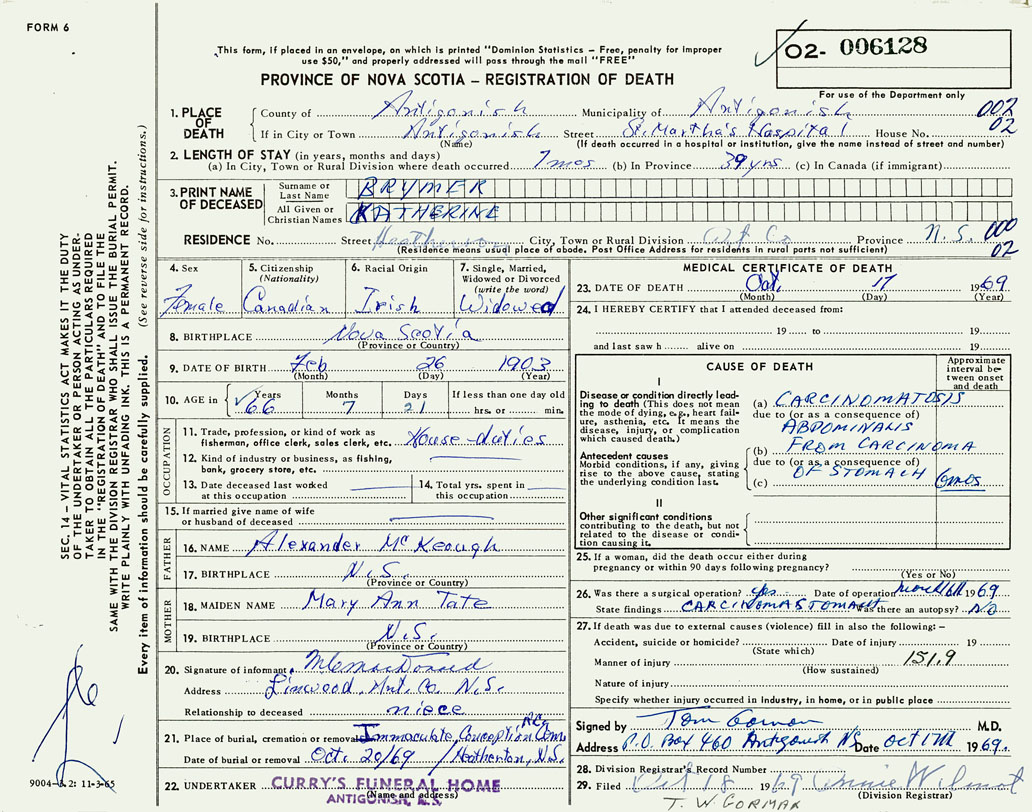 FORM 6
This form, if placed in an envelope, on which is printed "Dominion Statistics — Free, penalty for improper
use $50," and properly addressed will pass through the mail "FREE"
PROVINCE OF NOVA SCOTIA — REGISTRATION OF DEATH
O2- 006128
For use of the Department only
1. PLACE OF DEATH
County of Antigonish Municipality of Antigonish 002
If in City or Town Antigonish Street St. Martha's Hospital House No. 02
(Name) (If death occurred in a hospital or institution, give the name instead of street and number)
2. LENGTH OF STAY (in years, months and days)
(a) In City, Town or Rural Division where death occurred 7 mos (b) In Province 39 yrs (c) In Canada (if immigrant)
3. PRINT NAME OF DECEASED
Surname or Last Name BRYMER
All Given or Christian Names KATHERINE
RESIDENCE No. Street Heatherton City, Town or Rural Division Ant Co Province N.S. 000
(Residence means usual place of abode. Post Office Address for residents in rural parts not sufficient) 02
4. Sex
Female
5. Citizenship
(Nationality)
Canadian
6. Racial Origin
Irish
7. Single, Married,
Widowed or Divorced
(write the word)
Widowed
8. BIRTHPLACE Nova Scotia
(Province or Country)
9. DATE OF BIRTH Feb 26 1903
(Month) (Day) (Year)
10. AGE in
Years 66
Months 7
Days 21
If less than one day old
hrs. or min.
OCCUPATION
11. Trade, profession, or kind of work as
fisherman, office clerk, sales clerk, etc. House-duties
12. Kind of industry or business, as fishing,
bank, grocery store, etc.
13. Date deceased last worked
at this occupation
14. Total yrs. spent in
this occupation
15. If married give name of wife
or husband of deceased
FATHER
16. NAME Alexander McKeough
17. BIRTHPLACE N.S.
(Province or Country)
MOTHER
18. MAIDEN NAME Mary Ann Tate
19. BIRTHPLACE N.S.
(Province or Country)
20. Signature of informant
Address Linwood, Ant. Co. N.S.
Relationship to deceased niece
21. Place of burial, cremation or removal Immaculate Conception Cem
Date of burial or removal Oct. 20/69 / Heatherton, N.S.
22. UNDERTAKER CURRY'S FUNERAL HOME
(Name and address)
ANTIGONISH, N.S.
MEDICAL CERTIFICATE OF DEATH
23. DATE OF DEATH Oct. 17 1969
(Month) (Day) (Year)
24. I HEREBY CERTIFY that I attended deceased from:
19 to 19
and last saw h alive on 19
CAUSE OF DEATH
Approximate
interval be-
tween onset
and death
I
Disease or condition directly lead-
ing to death (This does not mean
the mode of dying, e.g., heart fail-
ure, asthenia, etc. It means the
disease, injury, or complication
which caused death.)
(a) CARCINOMATOSIS
due to (or as a consequence of)
ABDOMINALIS
Antecedent causes
Morbid conditions, if any, giving
rise to the above cause, stating
the underlying condition last.
(b) FROM CARCINOMA
due to (or as a consequence of)
OF STOMACH
(c)
6mos
II
Other significant conditions
contributing to the death, but not
related to the disease or condi-
tion causing it.
25. If a woman, did the death occur either during
pregnancy or within 90 days following pregnancy?
(Yes or No)
26. Was there a surgical operation? yes Date of operation 1969
State findings CARCINOMA STOMACH Was there an autopsy? No
27. If death was due to external causes (violence) fill in also the following:—
Accident, suicide or homicide? Date of injury 19
(State which)
Manner of injury 151.9
(How sustained)
Nature of injury
Specify whether injury occurred in industry, in home, or in public place
Signed by Tom Gorman M.D.
Address P.O. Box 460 Antigonish NS Date Oct 17th 1969.
28. Division Registrar's Record Number
29. Filed Oct 18 1969 Annie Wilmot
(Division Registrar)
T. W. GORMAN
SEC. 14 — VITAL STATISTICS ACT MAKES IT THE DUTY
OF THE UNDERTAKER OR PERSON ACTING AS UNDER-
TAKER TO OBTAIN ALL THE PARTICULARS REQUIRED
IN THE "REGISTRATION OF DEATH" AND TO FILE THE
SAME WITH THE DIVISION REGISTRAR WHO SHALL ISSUE THE BURIAL PERMIT.
WRITE PLAINLY WITH UNFADING INK. THIS IS A PERMANENT RECORD.
Every item of information should be carefully supplied. (See reverse side for instructions.)